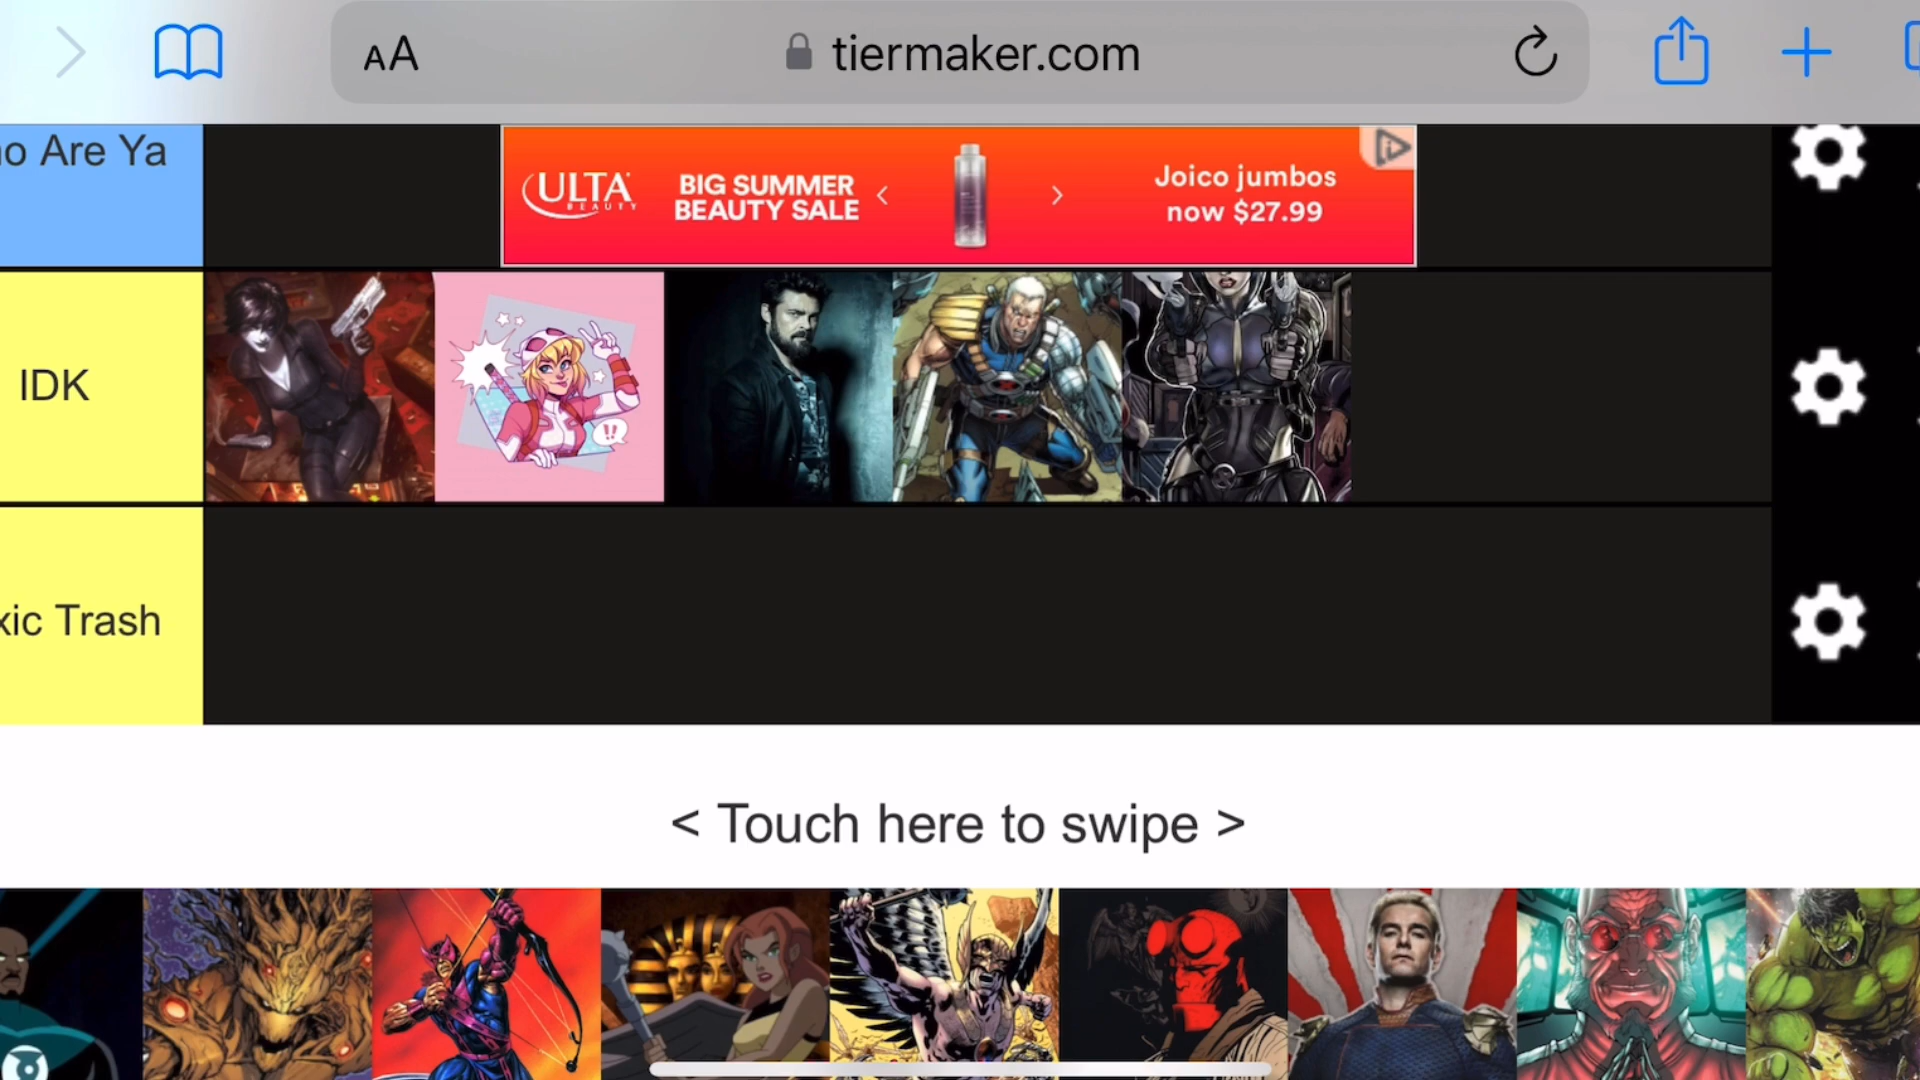 AA
tiermaker.com
o Are Ya
ULTA
BEAUTY
BIG SUMMER
BEAUTY SALE
< >
Joico jumbos
now $27.99
IDK
!!
xic Trash
< Touch here to swipe >